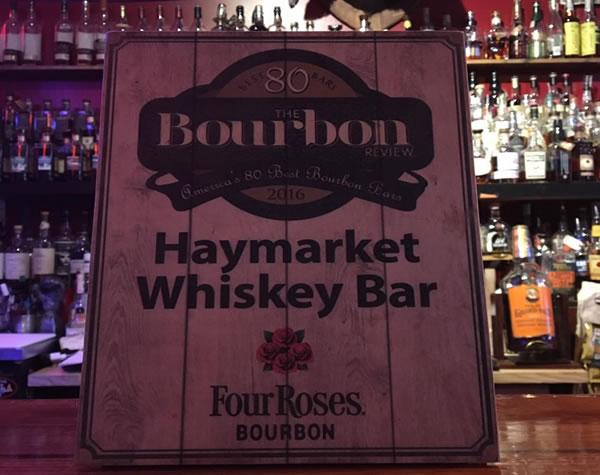 80
BEST BARS
THE
Bourbon
REVIEW
America's 80 Best Bourbon Bars
2016
Haymarket
Whiskey Bar
Four Roses.
BOURBON